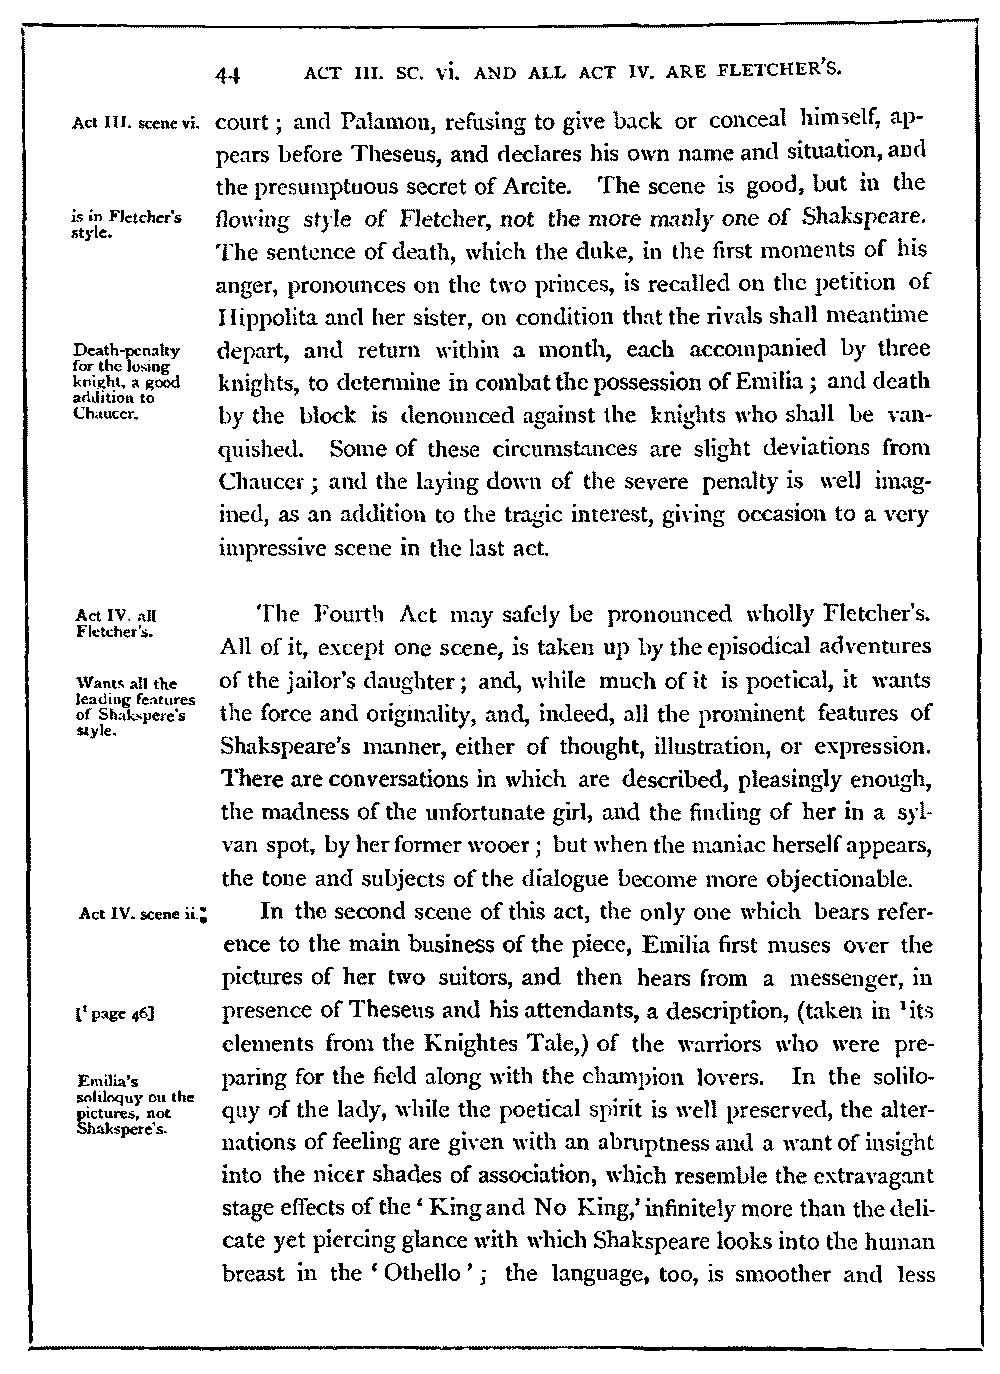 44 ACT III. SC. vi. AND ALL ACT IV. ARE FLETCHER'S.
Act III. scene vi. court ; and Palamon, refusing to give back or conceal himself, ap-
pears before Theseus, and declares his own name and situation, and
the presumptuous secret of Arcite. The scene is good, but in the
is in Fletcher's flowing style of Fletcher, not the more manly one of Shakspeare.
style.
The sentence of death, which the duke, in the first moments of his
anger, pronounces on the two princes, is recalled on the petition of
Hippolita and her sister, on condition that the rivals shall meantime
Death-penalty depart, and return within a month, each accompanied by three
for the losing
knight, a good knights, to determine in combat the possession of Emilia ; and death
addition to
Chaucer. by the block is denounced against the knights who shall be van-
quished. Some of these circumstances are slight deviations from
Chaucer ; and the laying down of the severe penalty is well imag-
ined, as an addition to the tragic interest, giving occasion to a very
impressive scene in the last act.
Act IV. all The Fourth Act may safely be pronounced wholly Fletcher's.
Fletcher's.
All of it, except one scene, is taken up by the episodical adventures
Wants all the of the jailor's daughter ; and, while much of it is poetical, it wants
leading features
of Shakspere's the force and originality, and, indeed, all the prominent features of
style.
Shakspeare's manner, either of thought, illustration, or expression.
There are conversations in which are described, pleasingly enough,
the madness of the unfortunate girl, and the finding of her in a syl-
van spot, by her former wooer ; but when the maniac herself appears,
the tone and subjects of the dialogue become more objectionable.
Act IV. scene ii.; In the second scene of this act, the only one which bears refer-
ence to the main business of the piece, Emilia first muses over the
pictures of her two suitors, and then hears from a messenger, in
[¹ page 46] presence of Theseus and his attendants, a description, (taken in ¹its
elements from the Knightes Tale,) of the warriors who were pre-
Emilia's paring for the field along with the champion lovers. In the solilo-
soliloquy on the
pictures, not quy of the lady, while the poetical spirit is well preserved, the alter-
Shakspere's.
nations of feeling are given with an abruptness and a want of insight
into the nicer shades of association, which resemble the extravagant
stage effects of the ‘ King and No King,’ infinitely more than the deli-
cate yet piercing glance with which Shakspeare looks into the human
breast in the ‘ Othello ’ ; the language, too, is smoother and less